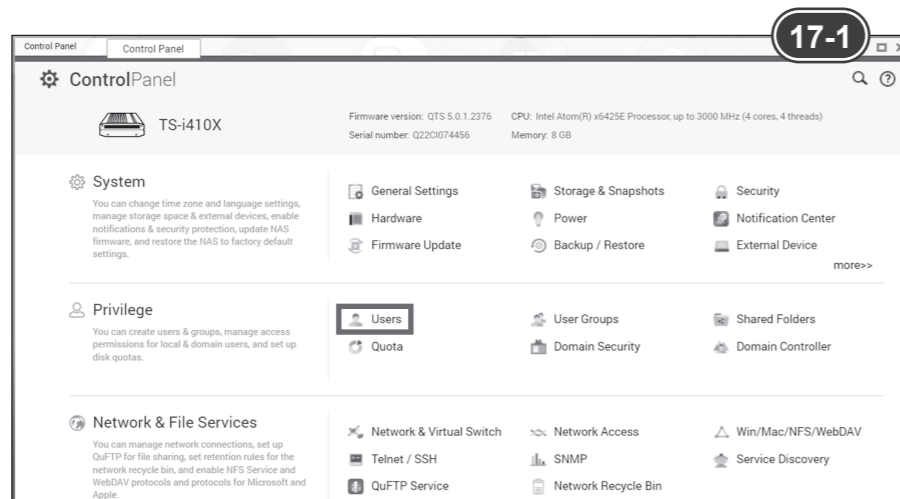 17-1
Control Panel
Control Panel
ControlPanel
TS-i410X
Firmware version: QTS 5.0.1.2376
CPU: Intel Atom(R) x6425E Processor, up to 3000 MHz (4 cores, 4 threads)
Serial number: Q22CI074456
Memory: 8 GB
System
You can change time zone and language settings,
manage storage space & external devices, enable
notifications & security protection, update NAS
firmware, and restore the NAS to factory default
settings.
General Settings
Storage & Snapshots
Security
Hardware
Power
Notification Center
Firmware Update
Backup / Restore
External Device
more>>
Privilege
You can create users & groups, manage access
permissions for local & domain users, and set up
disk quotas.
Users
User Groups
Shared Folders
Quota
Domain Security
Domain Controller
Network & File Services
You can manage network connections, set up
QuFTP for file sharing, set retention rules for the
network recycle bin, and enable NFS Service and
WebDAV protocols and protocols for Microsoft and
Apple.
Network & Virtual Switch
Network Access
Win/Mac/NFS/WebDAV
Telnet / SSH
SNMP
Service Discovery
QuFTP Service
Network Recycle Bin